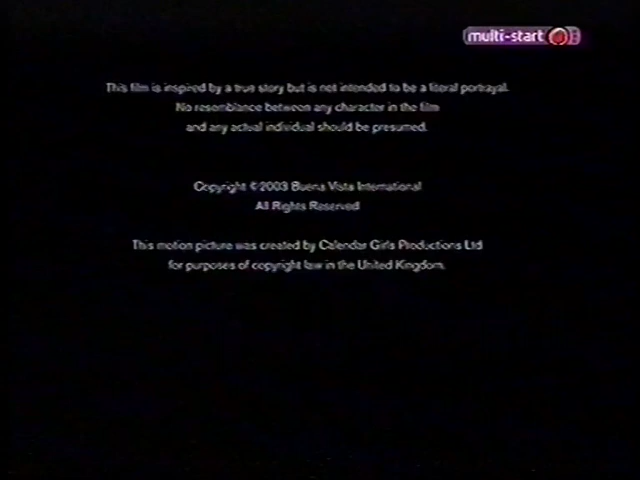 multi-start
This film is inspired by a true story but is not intended to be a literal portrayal.
No resemblance between any character in the film
and any actual individual should be presumed.
Copyright ©2003 Buena Vista International
All Rights Reserved
This motion picture was created by Calendar Girls Productions Ltd
for purposes of copyright law in the United Kingdom.